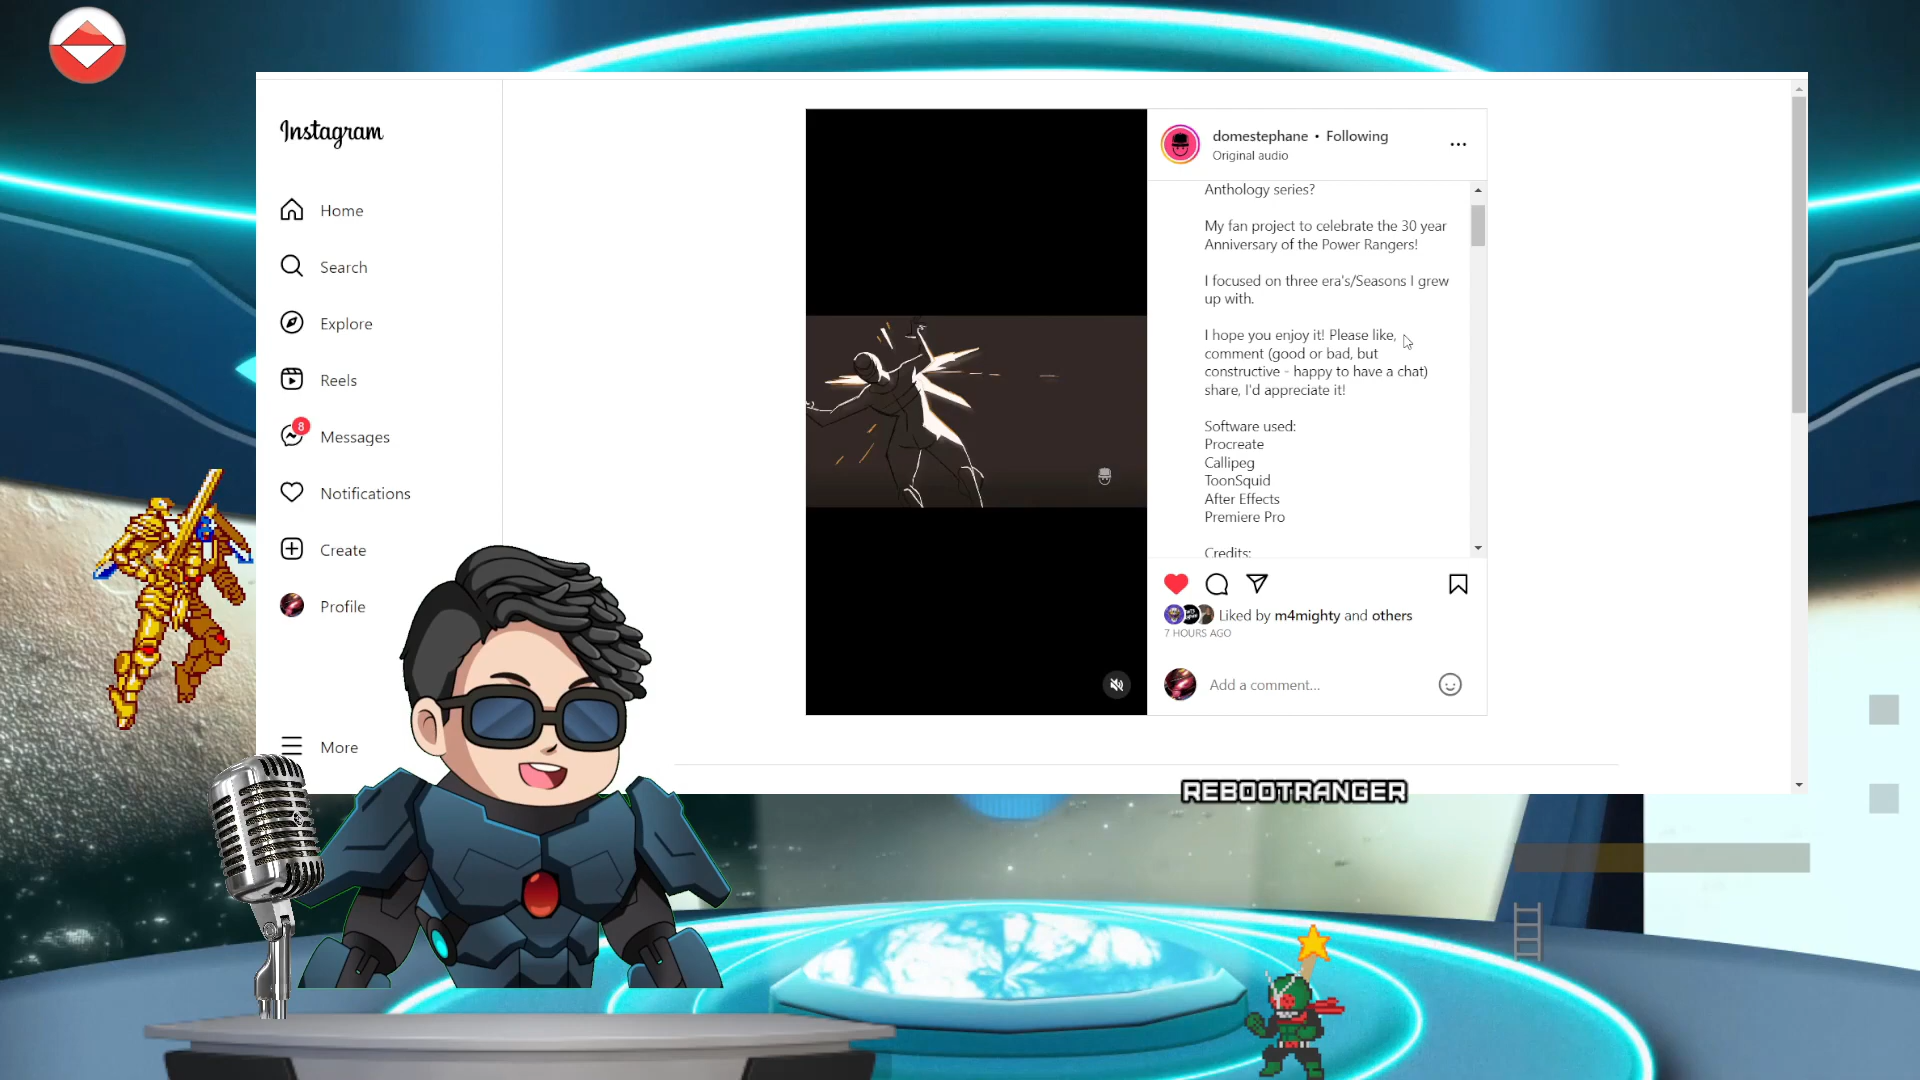 Instagram
Home
Search
Explore
Reels
8
Messages
Notifications
Create
Profile
More
domestephane • Following
Original audio
Anthology series?
My fan project to celebrate the 30 year
Anniversary of the Power Rangers!
I focused on three era's/Seasons I grew
up with.
I hope you enjoy it! Please like,
comment (good or bad, but
constructive - happy to have a chat)
share, I'd appreciate it!
Software used:
Procreate
Callipeg
ToonSquid
After Effects
Premiere Pro
Credits:
Liked by m4mighty and others
7 HOURS AGO
Add a comment...
REBOOTRANGER